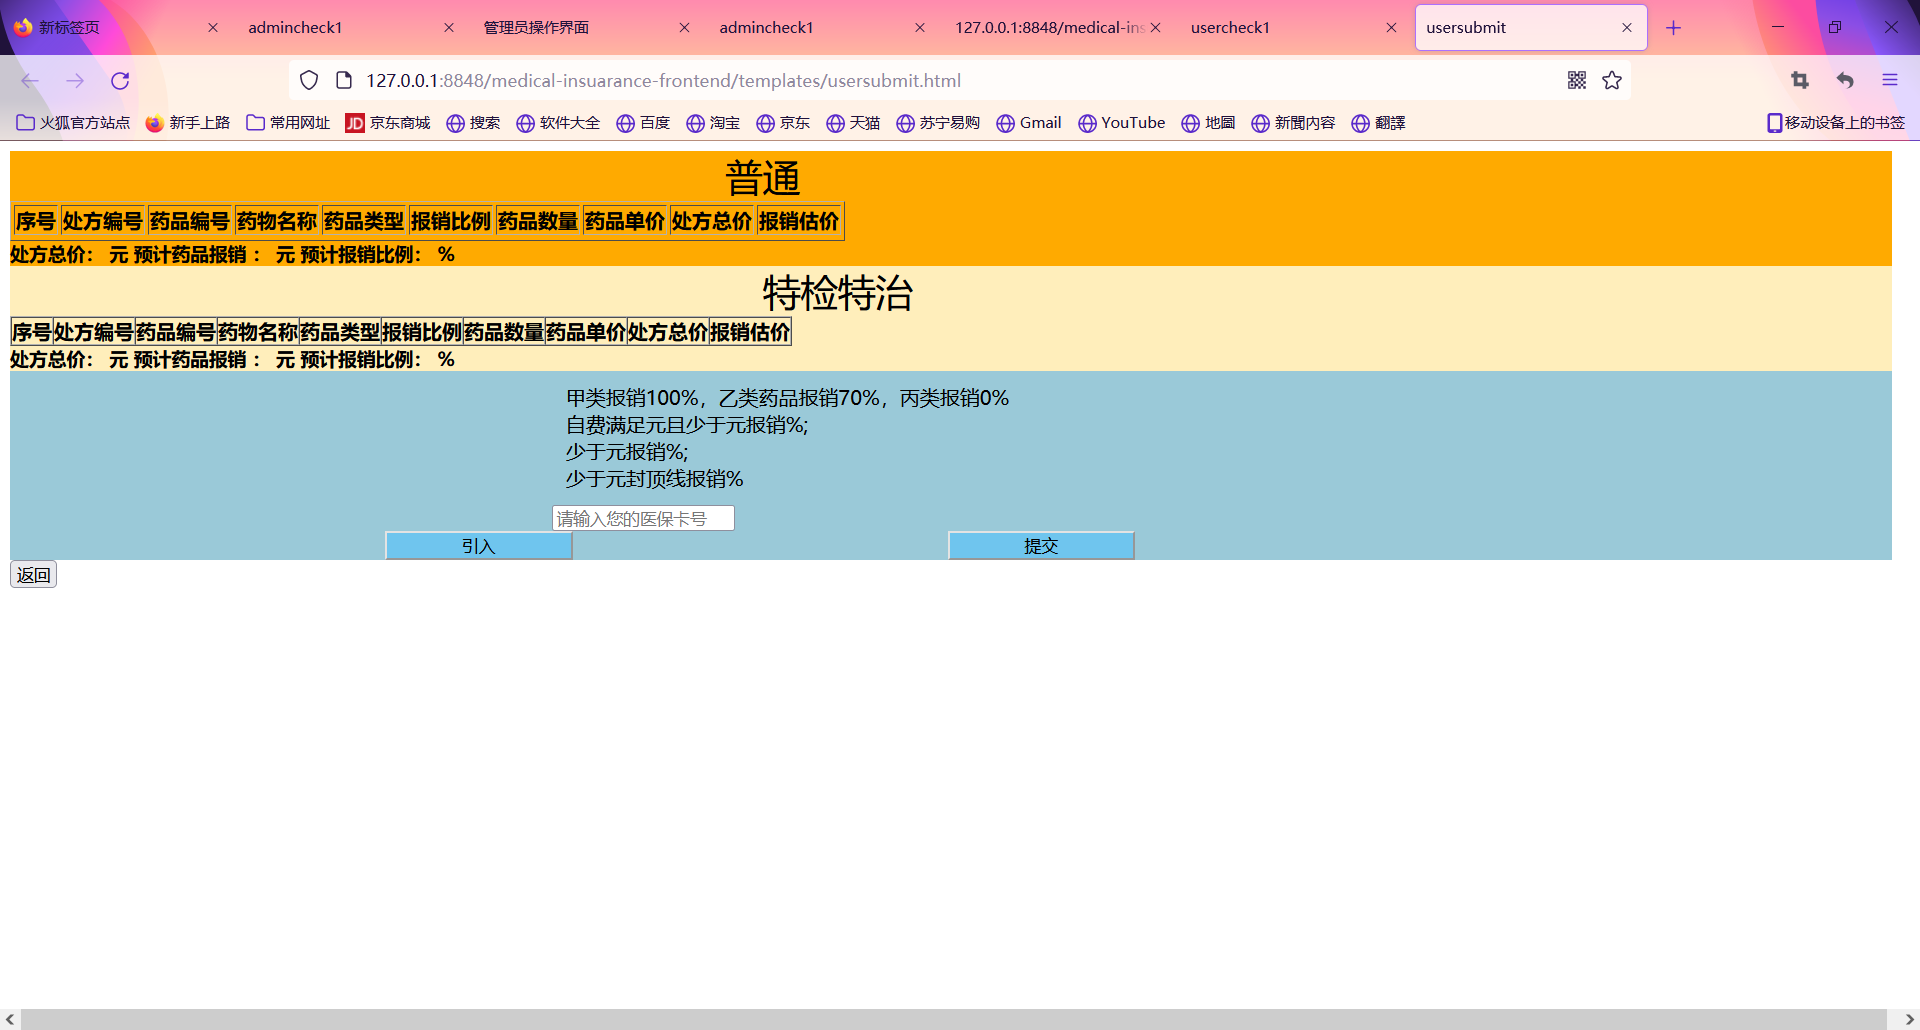 新标签页 admincheck1 管理员操作界面 admincheck1 127.0.0.1:8848/medical-ins usercheck1 usersubmit
127.0.0.1:8848/medical-insuarance-frontend/templates/usersubmit.html
火狐官方站点 新手上路 常用网址 JD 京东商城 搜索 软件大全 百度 淘宝 京东 天猫 苏宁易购 Gmail YouTube 地圖 新聞內容 翻譯 移动设备上的书签
普通
序号 处方编号 药品编号 药物名称 药品类型 报销比例 药品数量 药品单价 处方总价 报销估价
处方总价： 元 预计药品报销 ： 元 预计报销比例： %
特检特治
序号 处方编号 药品编号 药物名称 药品类型 报销比例 药品数量 药品单价 处方总价 报销估价
处方总价： 元 预计药品报销 ： 元 预计报销比例： %
甲类报销100%，乙类药品报销70%，丙类报销0%
自费满足元且少于元报销%;
少于元报销%;
少于元封顶线报销%
请输入您的医保卡号
引入 提交
返回